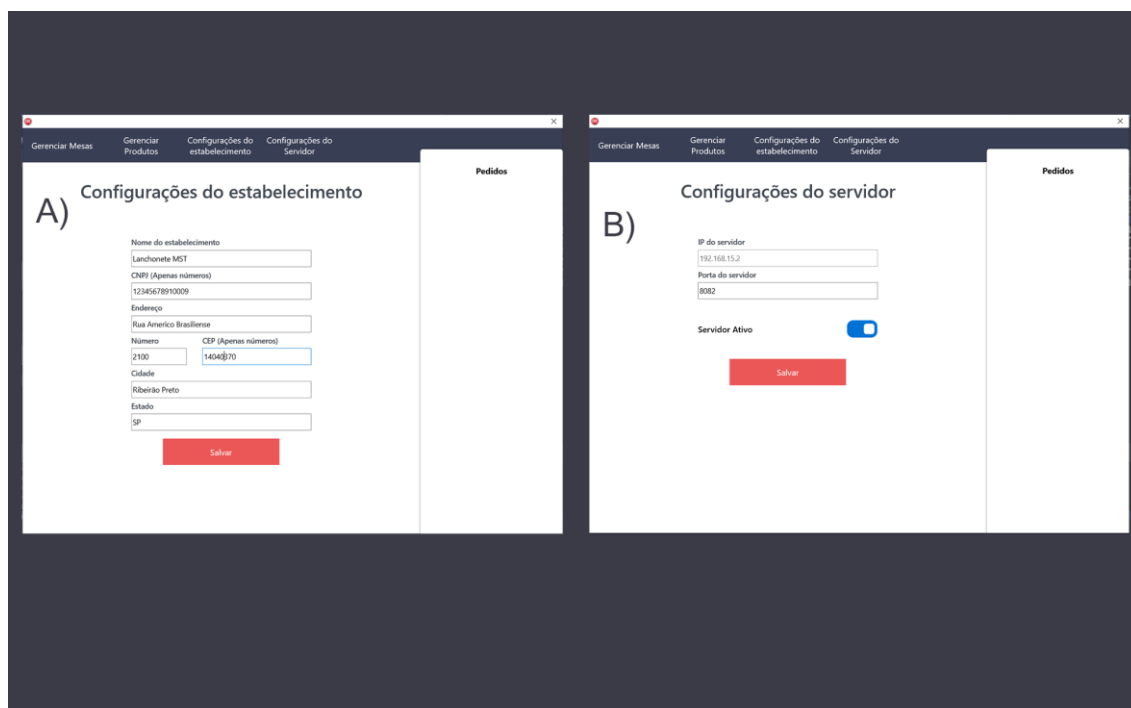 Gerenciar Mesas
Gerenciar
Produtos
Configurações do
estabelecimento
Configurações do
Servidor
Pedidos
A)
Configurações do estabelecimento
Nome do estabelecimento
Lanchonete MST
CNPJ (Apenas números)
12345678910009
Endereço
Rua Americo Brasiliense
Número
CEP (Apenas números)
2100
14040370
Cidade
Ribeirão Preto
Estado
SP
Salvar
Gerenciar Mesas
Gerenciar
Produtos
Configurações do
estabelecimento
Configurações do
Servidor
Pedidos
B)
Configurações do servidor
IP do servidor
192.168.15.2
Porta do servidor
8082
Servidor Ativo
Salvar